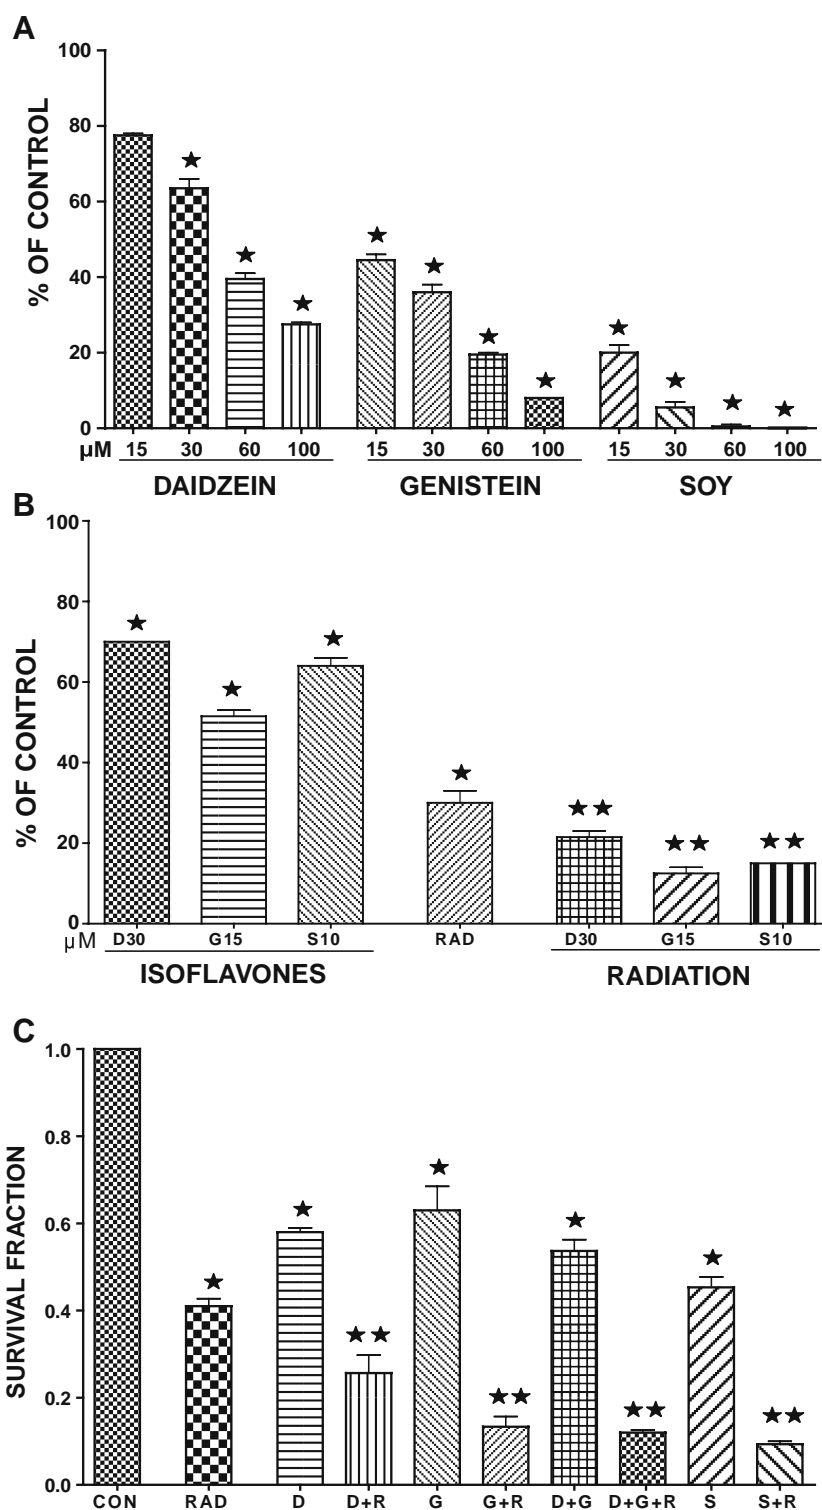 A
% OF CONTROL
100
80
60
40
20
0
µM 15 30 60 100 15 30 60 100 15 30 60 100
DAIDZEIN GENISTEIN SOY
B
% OF CONTROL
100
80
60
40
20
0
µM D30 G15 S10 RAD D30 G15 S10
ISOFLAVONES RADIATION
C
SURVIVAL FRACTION
1.0
0.8
0.6
0.4
0.2
0.0
CON RAD D D+R G G+R D+G D+G+R S S+R